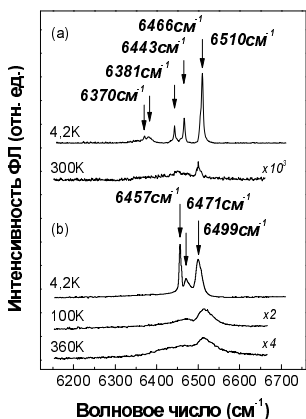 (a)
6466см⁻¹
6443см⁻¹
6510см⁻¹
6381см⁻¹
6370см⁻¹
4,2K
300K
x10³
(b)
6457см⁻¹
6471см⁻¹
6499см⁻¹
4,2K
100K
x2
360K
x4
6200 6300 6400 6500 6600 6700
Волновое число (см⁻¹)
Интенсивность ФЛ (отн. ед.)